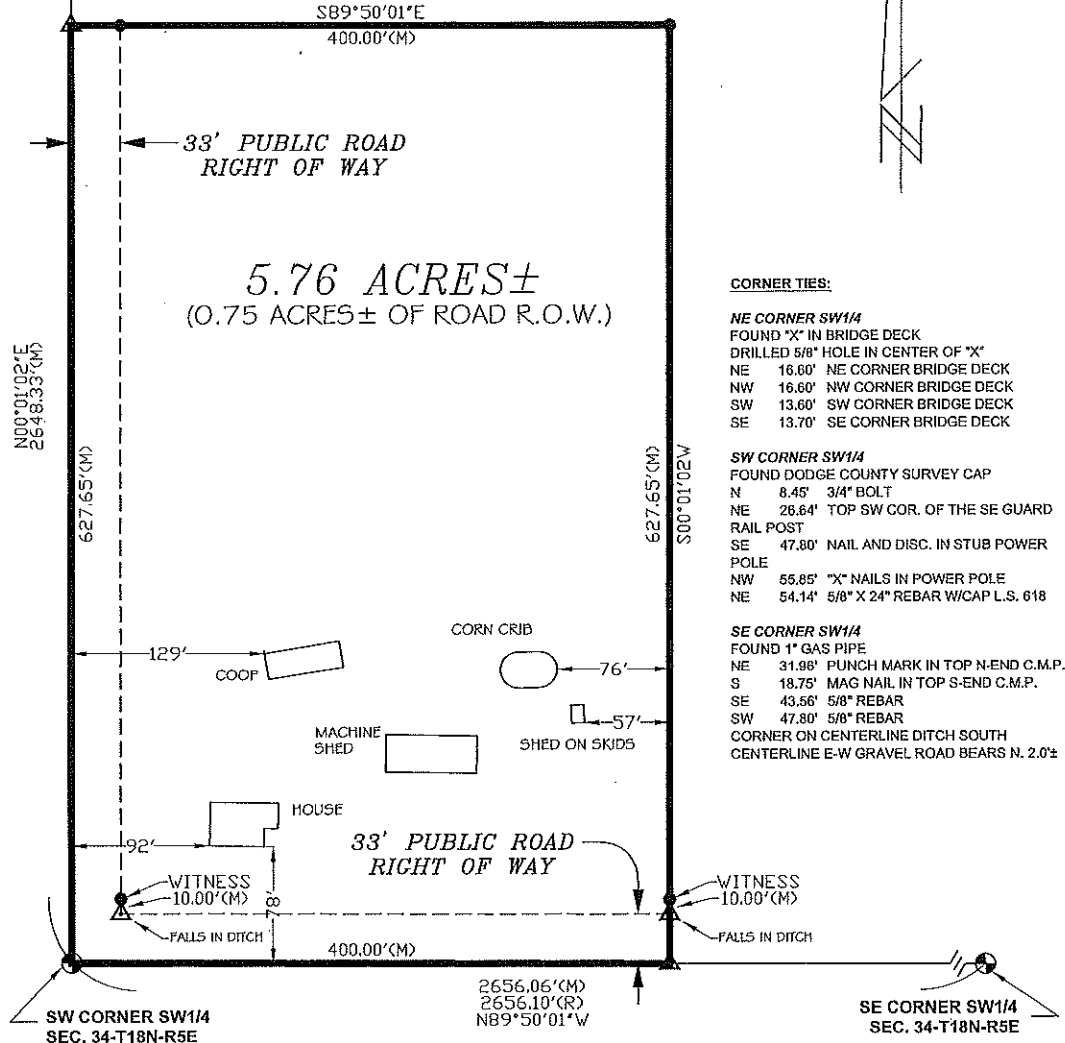 S89°50'01"E
400.00'(M)
33' PUBLIC ROAD
RIGHT OF WAY
5.76 ACRES±
(0.75 ACRES± OF ROAD R.O.W.)
N00°01'02"E
2648.33'(M)
627.65'(M)
627.65'(M)
S00°01'02"W
129'
COOP
CORN CRIB
76'
57'
SHED ON SKIDS
MACHINE
SHED
HOUSE
92'
78'
33' PUBLIC ROAD
RIGHT OF WAY
WITNESS
10.00'(M)
FALLS IN DITCH
WITNESS
10.00'(M)
FALLS IN DITCH
400.00'(M)
2656.06'(M)
2656.10'(R)
N89°50'01"W
SW CORNER SW1/4
SEC. 34-T18N-R5E
SE CORNER SW1/4
SEC. 34-T18N-R5E
N
CORNER TIES:
NE CORNER SW1/4
FOUND "X" IN BRIDGE DECK
DRILLED 5/8" HOLE IN CENTER OF "X"
NE 16.60' NE CORNER BRIDGE DECK
NW 16.60' NW CORNER BRIDGE DECK
SW 13.60' SW CORNER BRIDGE DECK
SE 13.70' SE CORNER BRIDGE DECK
SW CORNER SW1/4
FOUND DODGE COUNTY SURVEY CAP
N 8.45' 3/4" BOLT
NE 26.64' TOP SW COR. OF THE SE GUARD
RAIL POST
SE 47.80' NAIL AND DISC. IN STUB POWER
POLE
NW 55.85' "X" NAILS IN POWER POLE
NE 54.14' 5/8" X 24" REBAR W/CAP L.S. 618
SE CORNER SW1/4
FOUND 1" GAS PIPE
NE 31.96' PUNCH MARK IN TOP N-END C.M.P.
S 18.75' MAG NAIL IN TOP S-END C.M.P.
SE 43.56' 5/8" REBAR
SW 47.80' 5/8" REBAR
CORNER ON CENTERLINE DITCH SOUTH
CENTERLINE E-W GRAVEL ROAD BEARS N. 2.0'±